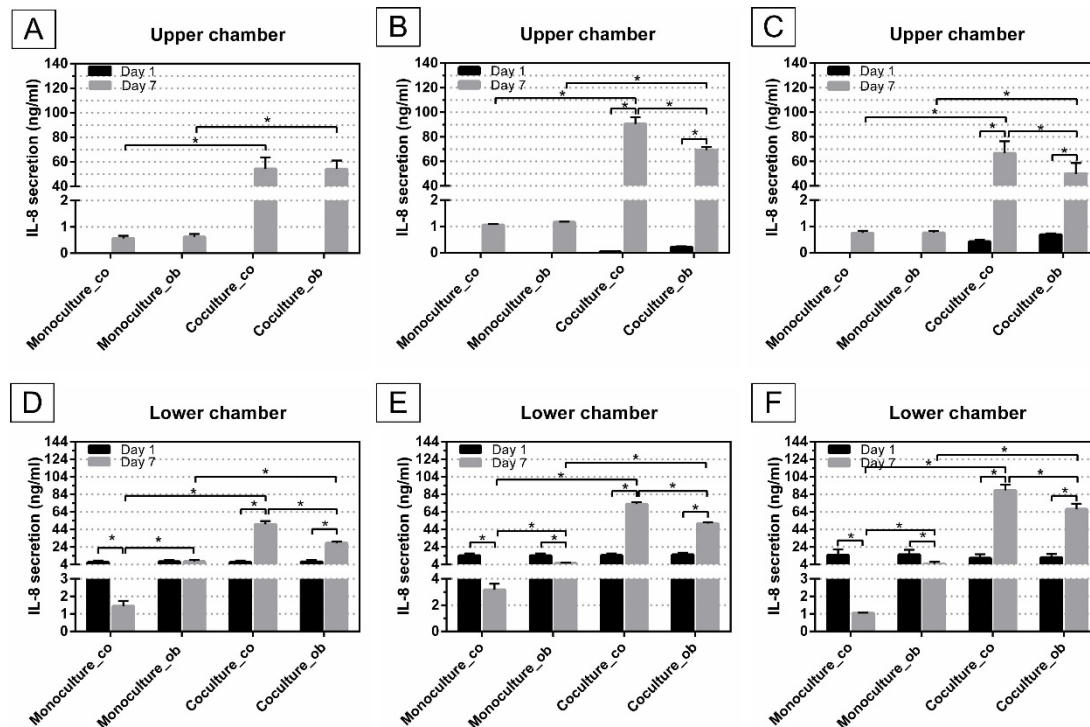 A
Upper chamber
IL-8 secretion (ng/ml)
140
120
100
80
60
40
2
1
0
Day 1
Day 7
*
*
Monoculture_co
Monoculture_ob
Coculture_co
Coculture_ob
B
Upper chamber
IL-8 secretion (ng/ml)
140
120
100
80
60
40
2
1
0
Day 1
Day 7
*
*
*
*
*
Monoculture_co
Monoculture_ob
Coculture_co
Coculture_ob
C
Upper chamber
IL-8 secretion (ng/ml)
140
120
100
80
60
40
2
1
0
Day 1
Day 7
*
*
*
*
*
Monoculture_co
Monoculture_ob
Coculture_co
Coculture_ob
D
Lower chamber
IL-8 secretion (ng/ml)
144
124
104
84
64
44
24
4
3
2
1
0
Day 1
Day 7
*
*
*
*
*
*
*
Monoculture_co
Monoculture_ob
Coculture_co
Coculture_ob
E
Lower chamber
IL-8 secretion (ng/ml)
144
124
104
84
64
44
24
4
4
2
0
Day 1
Day 7
*
*
*
*
*
*
*
*
Monoculture_co
Monoculture_ob
Coculture_co
Coculture_ob
F
Lower chamber
IL-8 secretion (ng/ml)
144
124
104
84
64
44
24
4
3
2
1
0
Day 1
Day 7
*
*
*
*
*
*
*
*
Monoculture_co
Monoculture_ob
Coculture_co
Coculture_ob